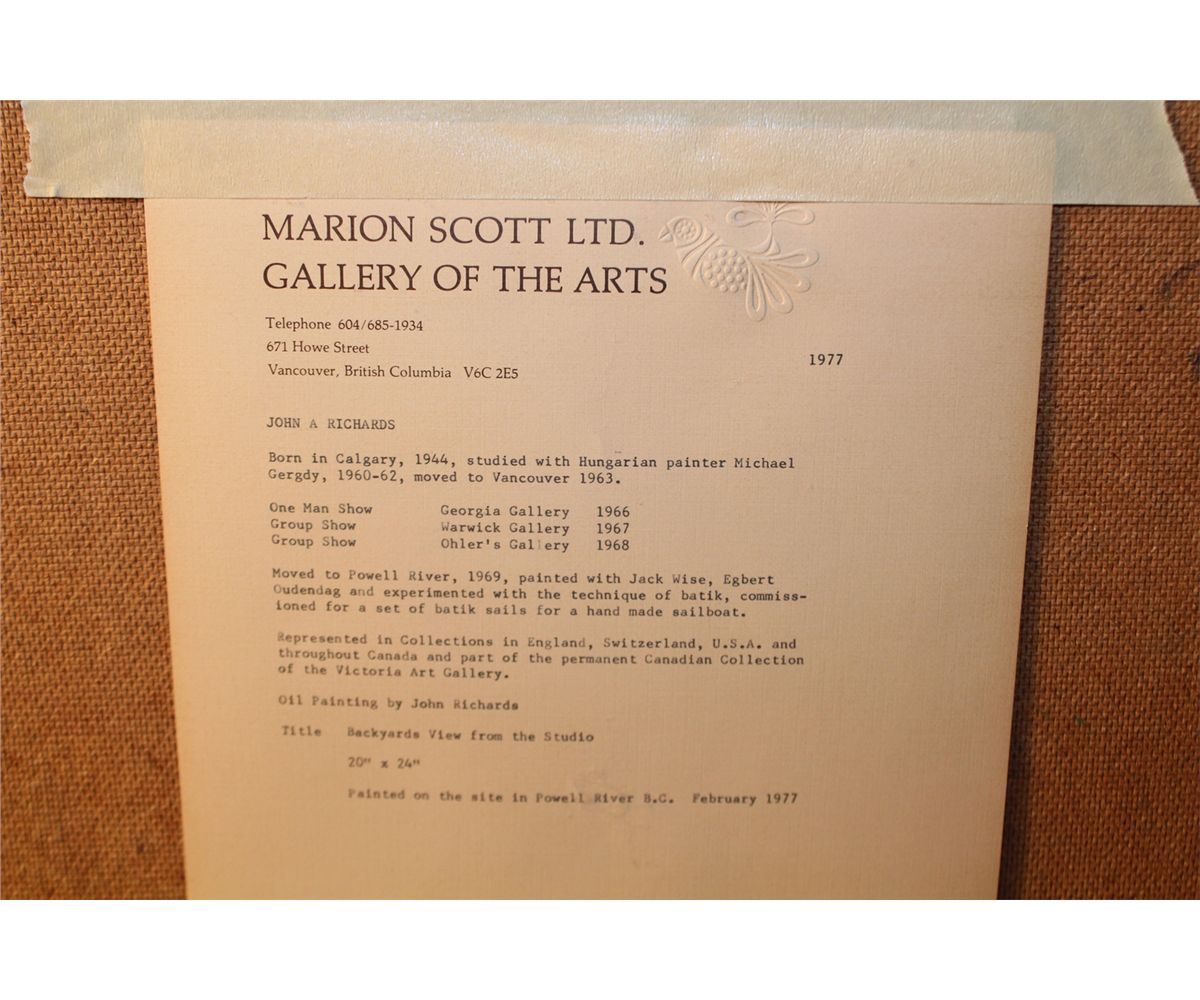 MARION SCOTT LTD.
GALLERY OF THE ARTS
Telephone 604/685-1934
671 Howe Street
Vancouver, British Columbia V6C 2E5
1977
JOHN A RICHARDS
Born in Calgary, 1944, studied with Hungarian painter Michael
Gergdy, 1960-62, moved to Vancouver 1963.
One Man Show Georgia Gallery 1966
Group Show Warwick Gallery 1967
Group Show Ohler's Gallery 1968
Moved to Powell River, 1969, painted with Jack Wise, Egbert
Oudendag and experimented with the technique of batik, commiss-
ioned for a set of batik sails for a hand made sailboat.
Represented in Collections in England, Switzerland, U.S.A. and
throughout Canada and part of the permanent Canadian Collection
of the Victoria Art Gallery.
Oil Painting by John Richards
Title Backyards View from the Studio
20" x 24"
Painted on the site in Powell River B.C. February 1977